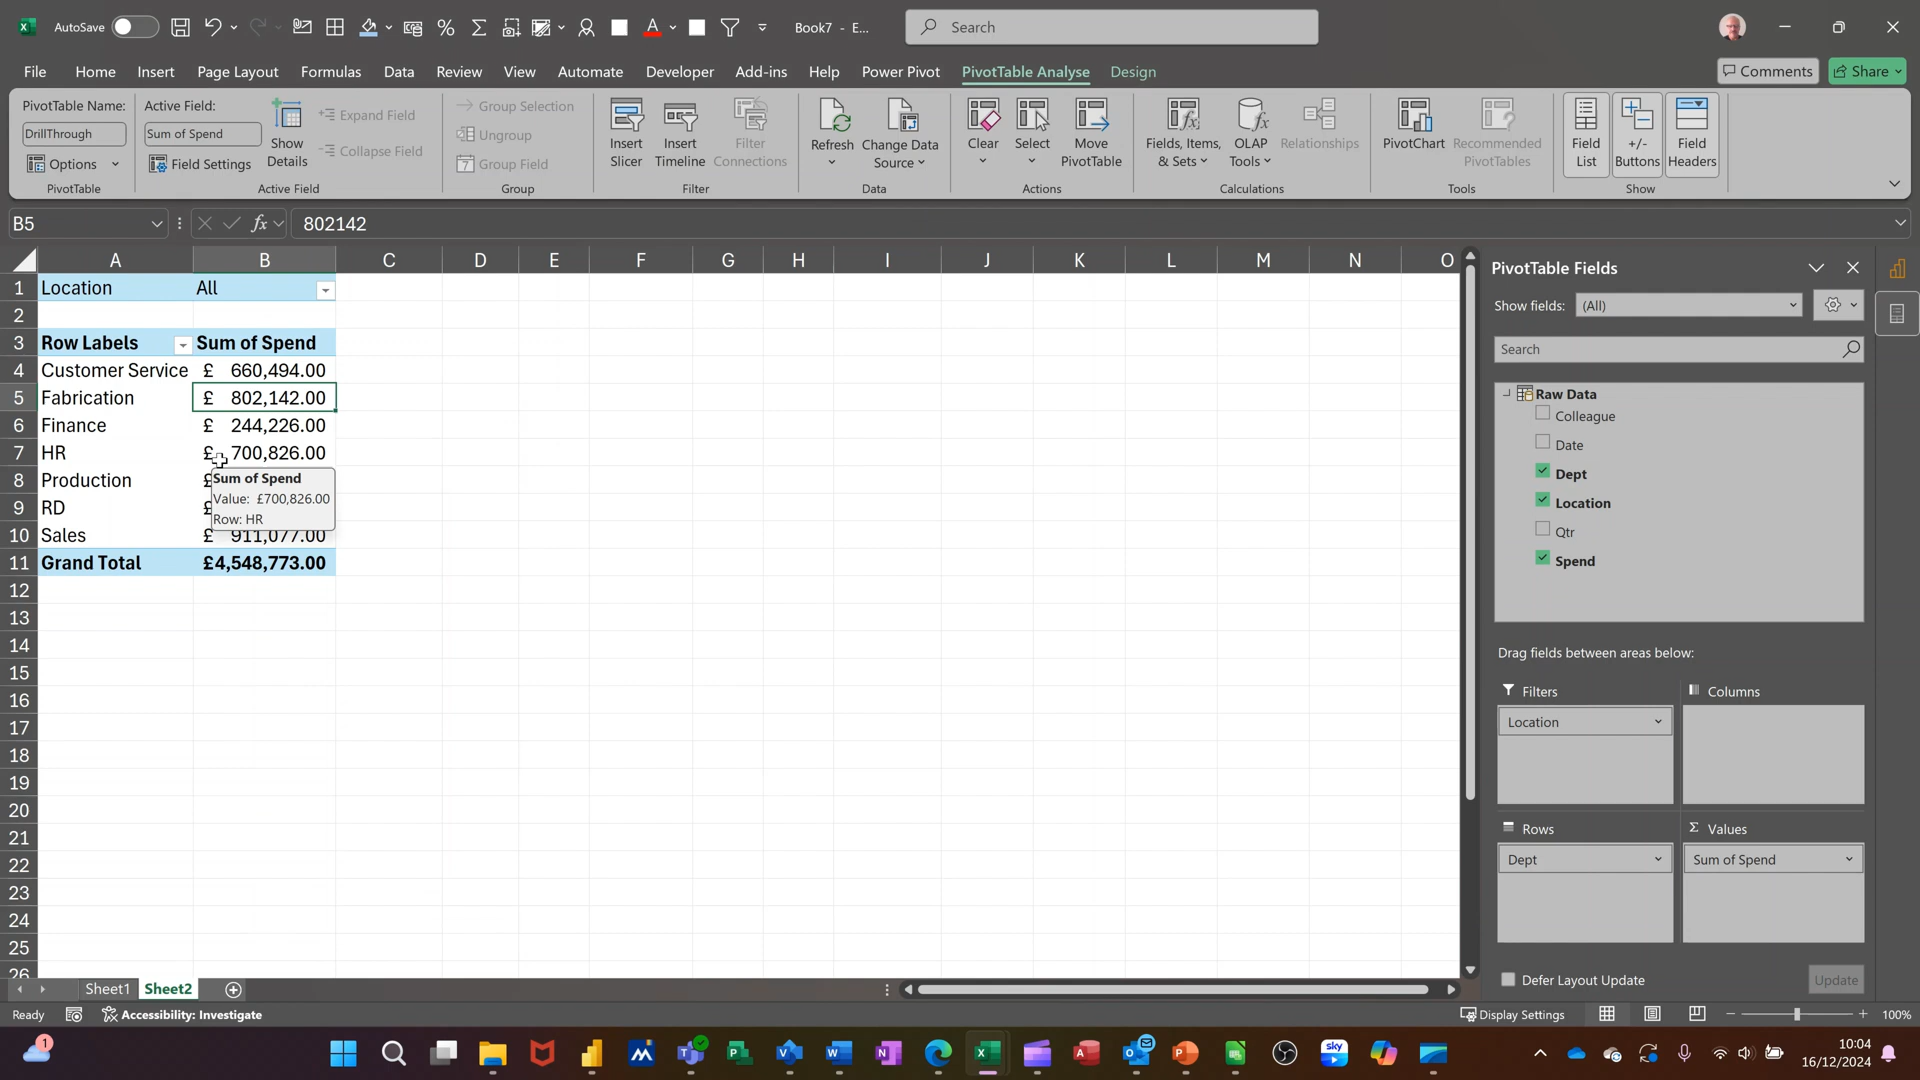 AutoSave
Book7 - E...
Search
File Home Insert Page Layout Formulas Data Review View Automate Developer Add-ins Help Power Pivot PivotTable Analyse Design
Comments
Share
PivotTable Name:
DrillThrough
Options
PivotTable
Active Field:
Sum of Spend
Field Settings
Show
Details
Expand Field
Collapse Field
Active Field
Group Selection
Ungroup
Group Field
Group
Insert
Slicer
Insert
Timeline
Filter
Connections
Filter
Refresh
Change Data
Source
Data
Clear
Select
Move
PivotTable
Actions
Fields, Items,
& Sets
OLAP
Tools
Relationships
Calculations
PivotChart
Recommended
PivotTables
Tools
Field
List
+/-
Buttons
Field
Headers
Show
B5
fx
802142
A B C D E F G H I J K L M N O
1 Location All
2
3 Row Labels Sum of Spend
4 Customer Service £ 660,494.00
5 Fabrication £ 802,142.00
6 Finance £ 244,226.00
7 HR £ 700,826.00
8 Production £
9 RD £
10 Sales £ 911,077.00
11 Grand Total £4,548,773.00
12
13
14
15
16
17
18
19
20
21
22
23
24
25
26
Sum of Spend
Value: £700,826.00
Row: HR
PivotTable Fields
Show fields: (All)
Search
Raw Data
Colleague
Date
Dept
Location
Qtr
Spend
Drag fields between areas below:
Filters
Location
Columns
Rows
Dept
Σ Values
Sum of Spend
Defer Layout Update
Update
Sheet1 Sheet2
Ready
Accessibility: Investigate
Display Settings
100%
1
10:04
16/12/2024